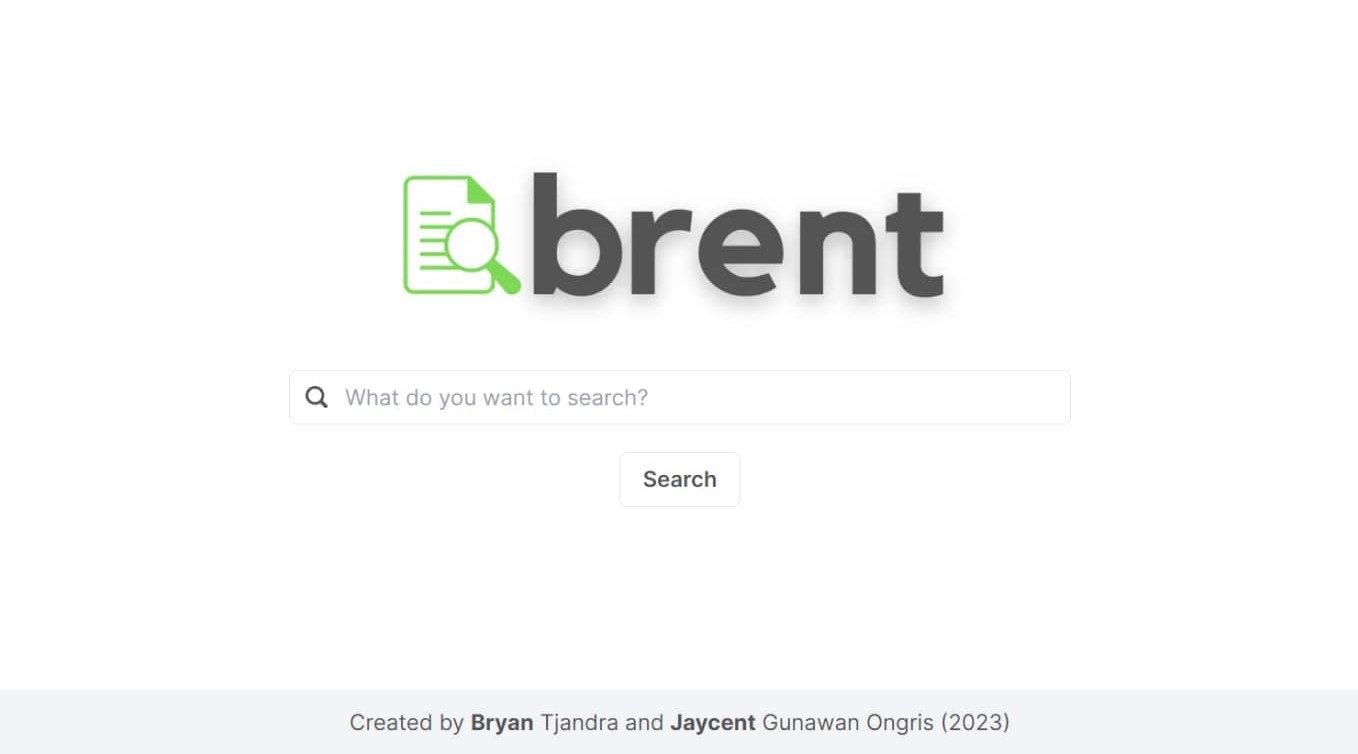 brent
What do you want to search?
Search
Created by Bryan Tjandra and Jaycent Gunawan Ongris (2023)